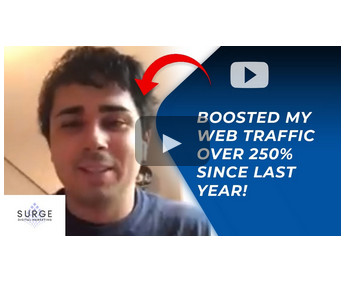 BOOSTED MY
WEB TRAFFIC
OVER 250%
SINCE LAST
YEAR!
SURGE
DIGITAL MARKETING